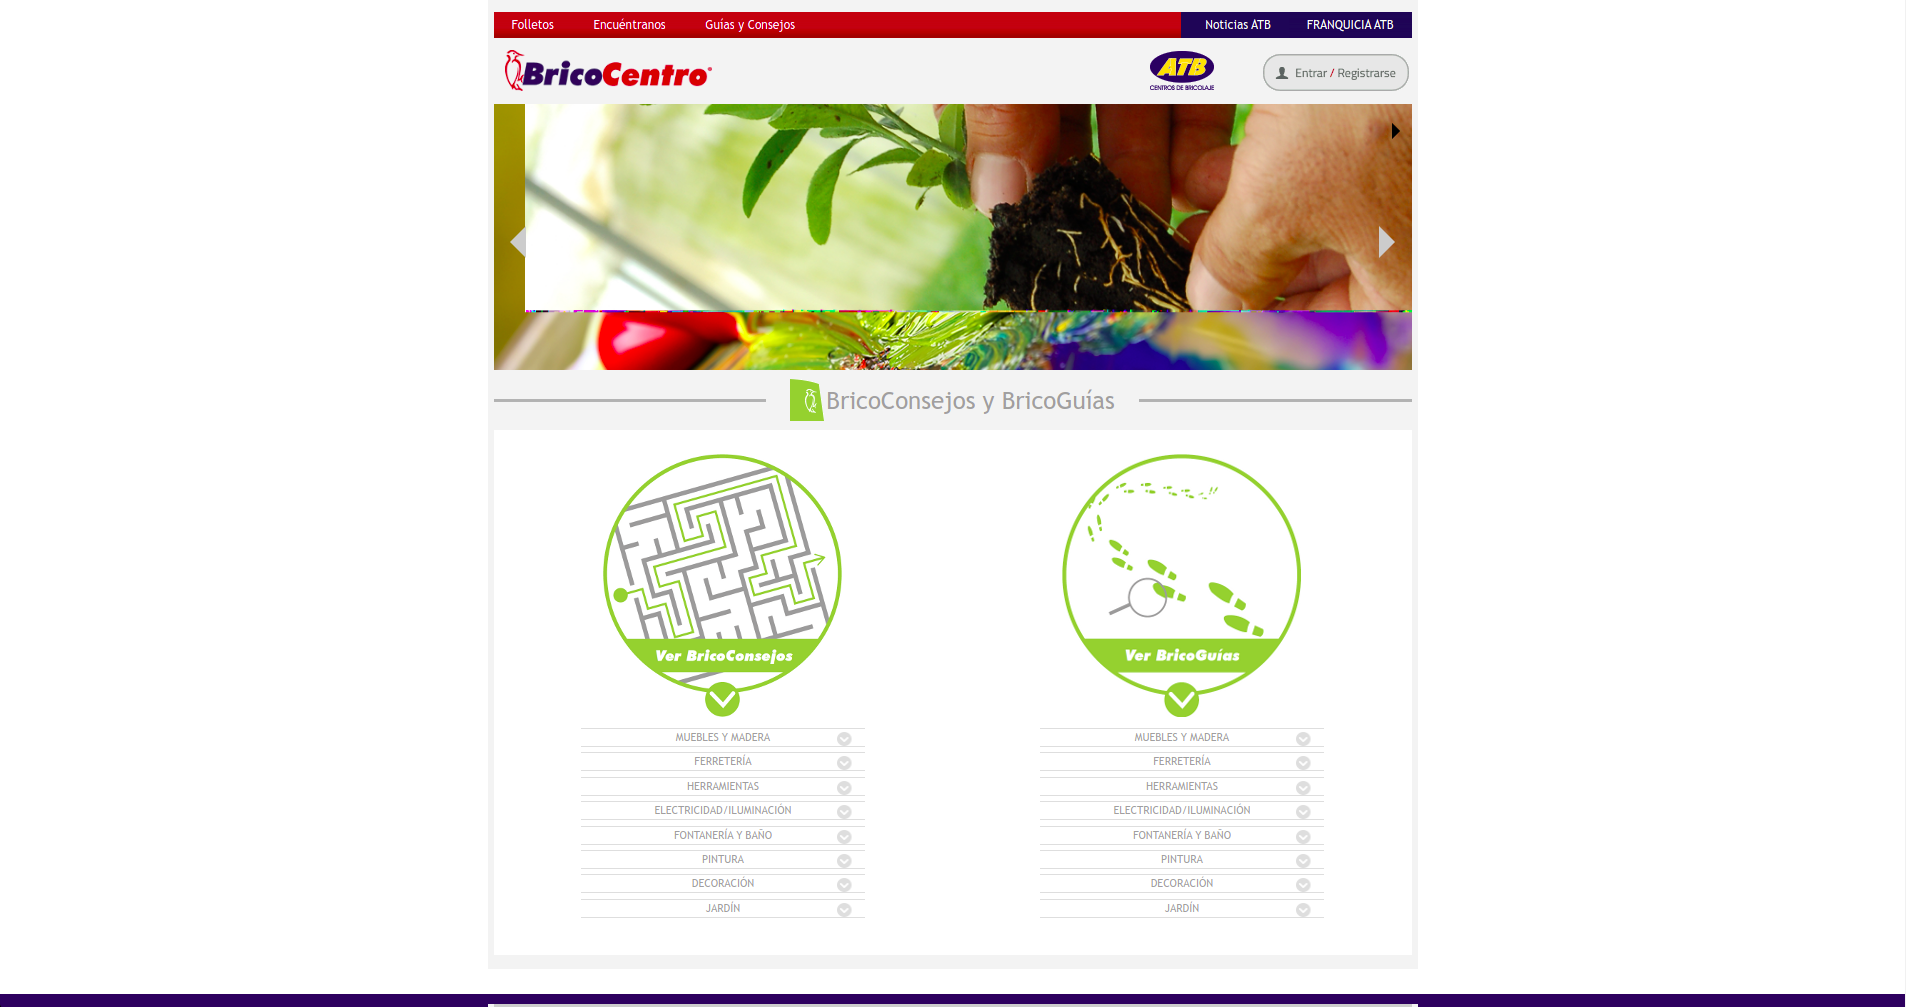 Folletos
Encuéntranos
Guías y Consejos
Noticias ATB
FRANQUICIA ATB
BricoCentro
ATB
CENTROS DE BRICOLAJE
Entrar / Registrarse
BricoConsejos y BricoGuías
Ver BricoConsejos
MUEBLES Y MADERA
FERRETERÍA
HERRAMIENTAS
ELECTRICIDAD/ILUMINACIÓN
FONTANERÍA Y BAÑO
PINTURA
DECORACIÓN
JARDÍN
Ver BricoGuías
MUEBLES Y MADERA
FERRETERÍA
HERRAMIENTAS
ELECTRICIDAD/ILUMINACIÓN
FONTANERÍA Y BAÑO
PINTURA
DECORACIÓN
JARDÍN